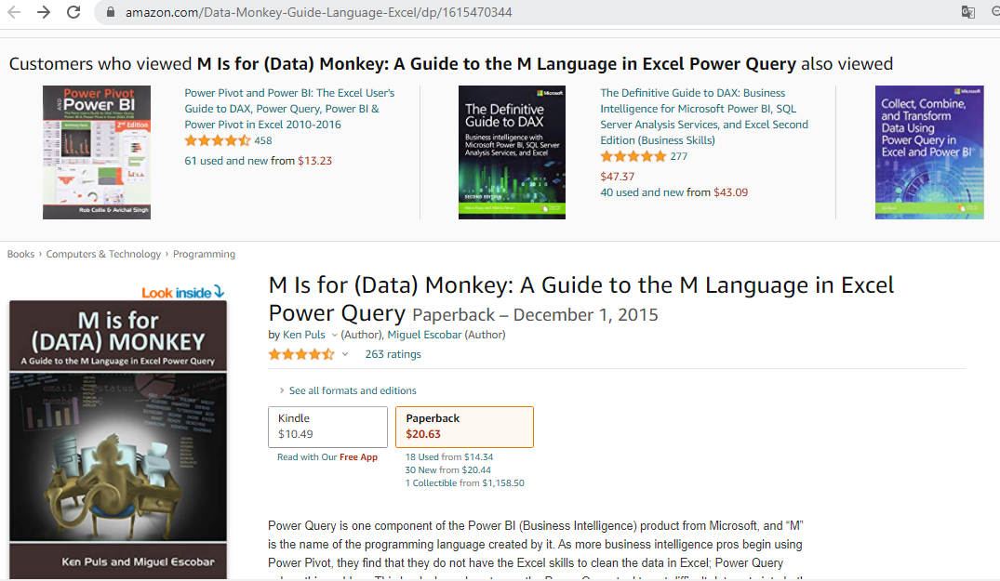 amazon.com/Data-Monkey-Guide-Language-Excel/dp/1615470344
Customers who viewed M Is for (Data) Monkey: A Guide to the M Language in Excel Power Query also viewed
Power Pivot
AND
Power BI
2nd Edition
Rob Collie & Avichal Singh
Power Pivot and Power BI: The Excel User's
Guide to DAX, Power Query, Power BI &
Power Pivot in Excel 2010-2016
458
61 used and new from $13.23
Microsoft
The Definitive
Guide to DAX
Business intelligence with
Microsoft Power BI, SQL Server
Analysis Services, and Excel
SECOND EDITION
The Definitive Guide to DAX: Business
Intelligence for Microsoft Power BI, SQL
Server Analysis Services, and Excel Second
Edition (Business Skills)
277
$47.37
40 used and new from $43.09
Microsoft
Collect, Combine,
and Transform
Data Using
Power Query in
Excel and Power BI
Books › Computers & Technology › Programming
Look inside
M is for
(DATA) MONKEY
A Guide to the M Language in Excel Power Query
email status
member
Ken Puls and Miguel Escobar
M Is for (Data) Monkey: A Guide to the M Language in Excel
Power Query Paperback – December 1, 2015
by Ken Puls (Author), Miguel Escobar (Author)
263 ratings
› See all formats and editions
Kindle
$10.49
Read with Our Free App
Paperback
$20.63
18 Used from $14.34
30 New from $20.44
1 Collectible from $1,158.50
Power Query is one component of the Power BI (Business Intelligence) product from Microsoft, and “M”
is the name of the programming language created by it. As more business intelligence pros begin using
Power Pivot, they find that they do not have the Excel skills to clean the data in Excel; Power Query